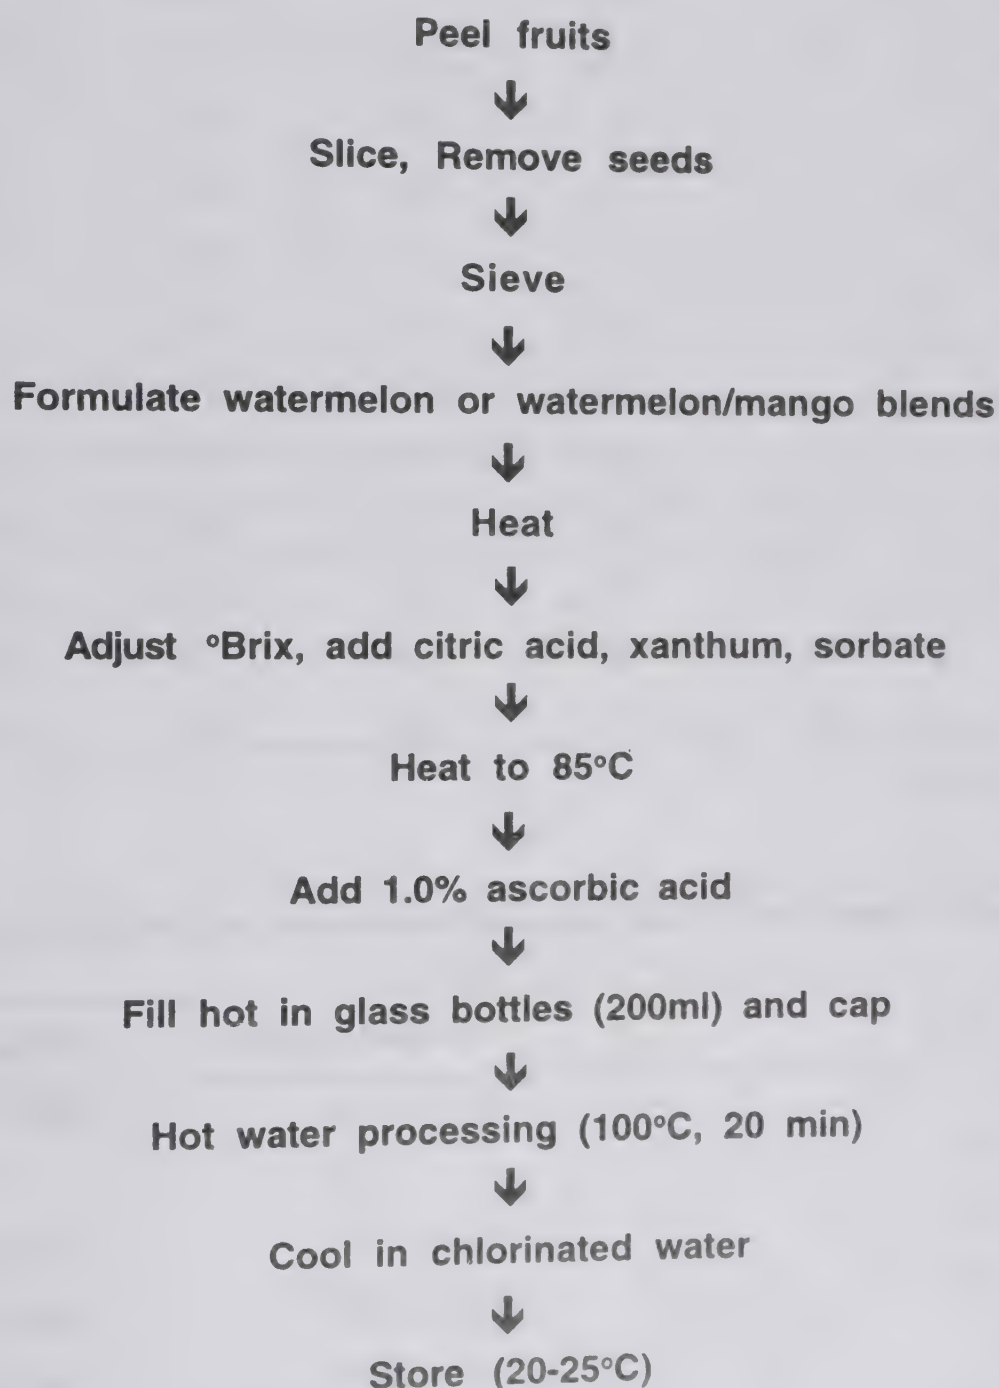 Peel fruits
↓
Slice, Remove seeds
↓
Sieve
↓
Formulate watermelon or watermelon/mango blends
↓
Heat
↓
Adjust °Brix, add citric acid, xanthum, sorbate
↓
Heat to 85°C
↓
Add 1.0% ascorbic acid
↓
Fill hot in glass bottles (200ml) and cap
↓
Hot water processing (100°C, 20 min)
↓
Cool in chlorinated water
↓
Store (20-25°C)